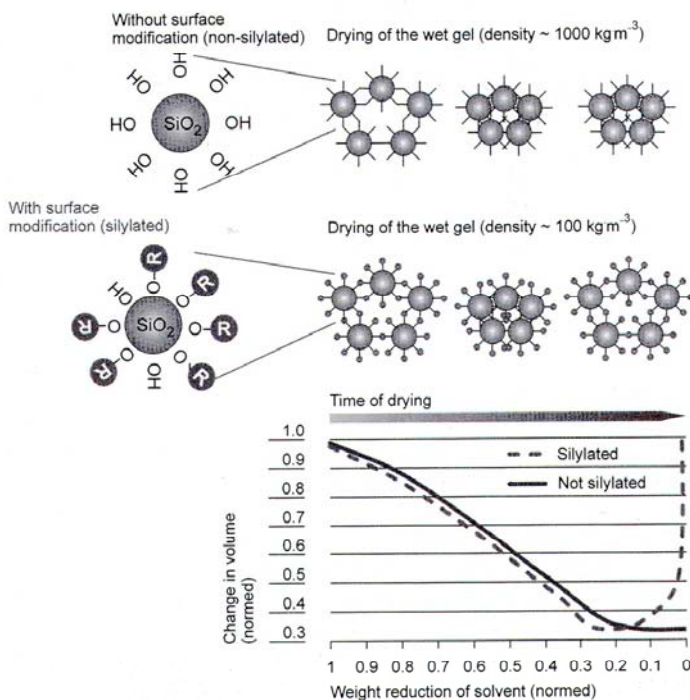 Without surface
modification (non-silylated)
Drying of the wet gel (density ~ 1000 kg m⁻³)
OH
HO
OH
HO
SiO₂
OH
HO
OH
OH
With surface
modification (silylated)
Drying of the wet gel (density ~ 100 kg m⁻³)
R
R
R
HO
O
O
O
R
O
SiO₂
O
R
O
O
R
HO
R
Time of drying
1.0
0.9
0.8
0.7
0.6
0.5
0.4
0.3
Silylated
Not silylated
Change in volume
(normed)
1 0.9 0.8 0.7 0.6 0.5 0.4 0.3 0.2 0.1 0
Weight reduction of solvent (normed)